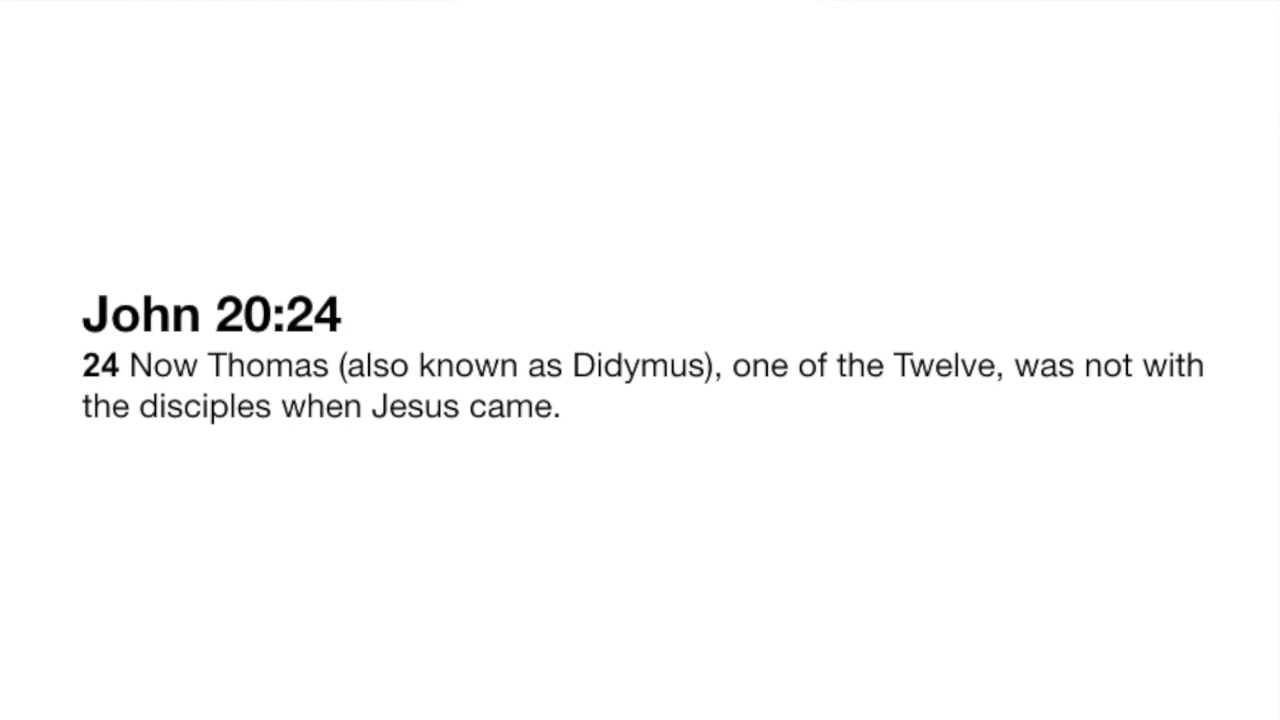 John 20:24
24 Now Thomas (also known as Didymus), one of the Twelve, was not with
the disciples when Jesus came.